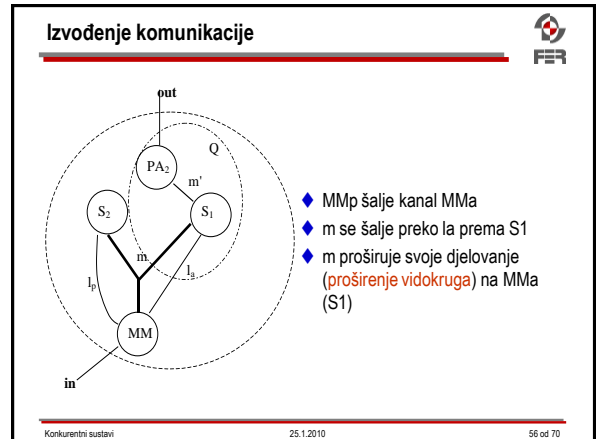 Izvođenje komunikacije
FER
out
Q
PA2
m'
S2
S1
m
lp
la
MM
in
MMp šalje kanal MMa
m se šalje preko la prema S1
m proširuje svoje djelovanje
(proširenje vidokruga) na MMa
(S1)
Konkurentni sustavi 25.1.2010 56 od 70